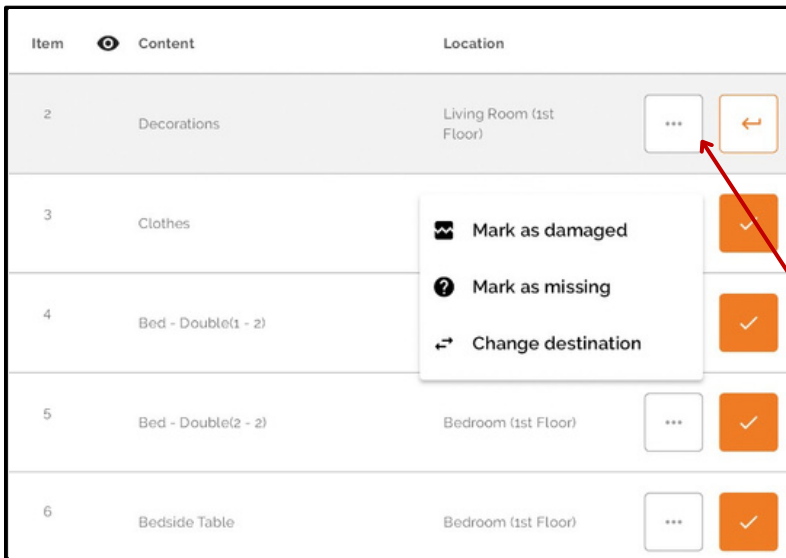 Item Content Location
2 Decorations Living Room (1st
Floor)
3 Clothes
Mark as damaged
Mark as missing
4 Bed - Double(1 - 2)
Change destination
5 Bed - Double(2 - 2) Bedroom (1st Floor)
6 Bedside Table Bedroom (1st Floor)